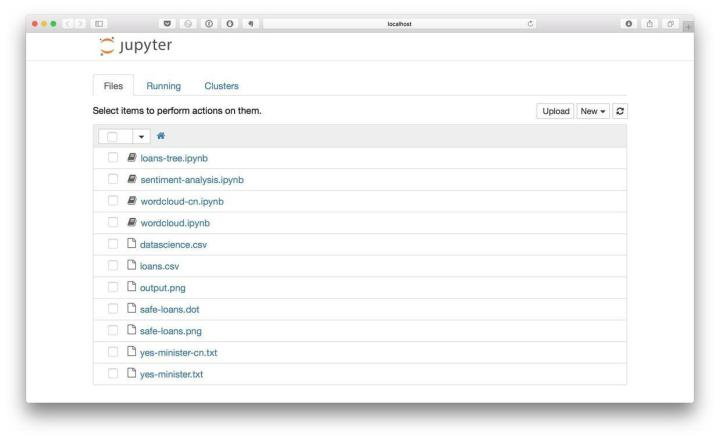 localhost
jupyter
Files Running Clusters
Select items to perform actions on them.
Upload New
loans-tree.ipynb
sentiment-analysis.ipynb
wordcloud-cn.ipynb
wordcloud.ipynb
datascience.csv
loans.csv
output.png
safe-loans.dot
safe-loans.png
yes-minister-cn.txt
yes-minister.txt